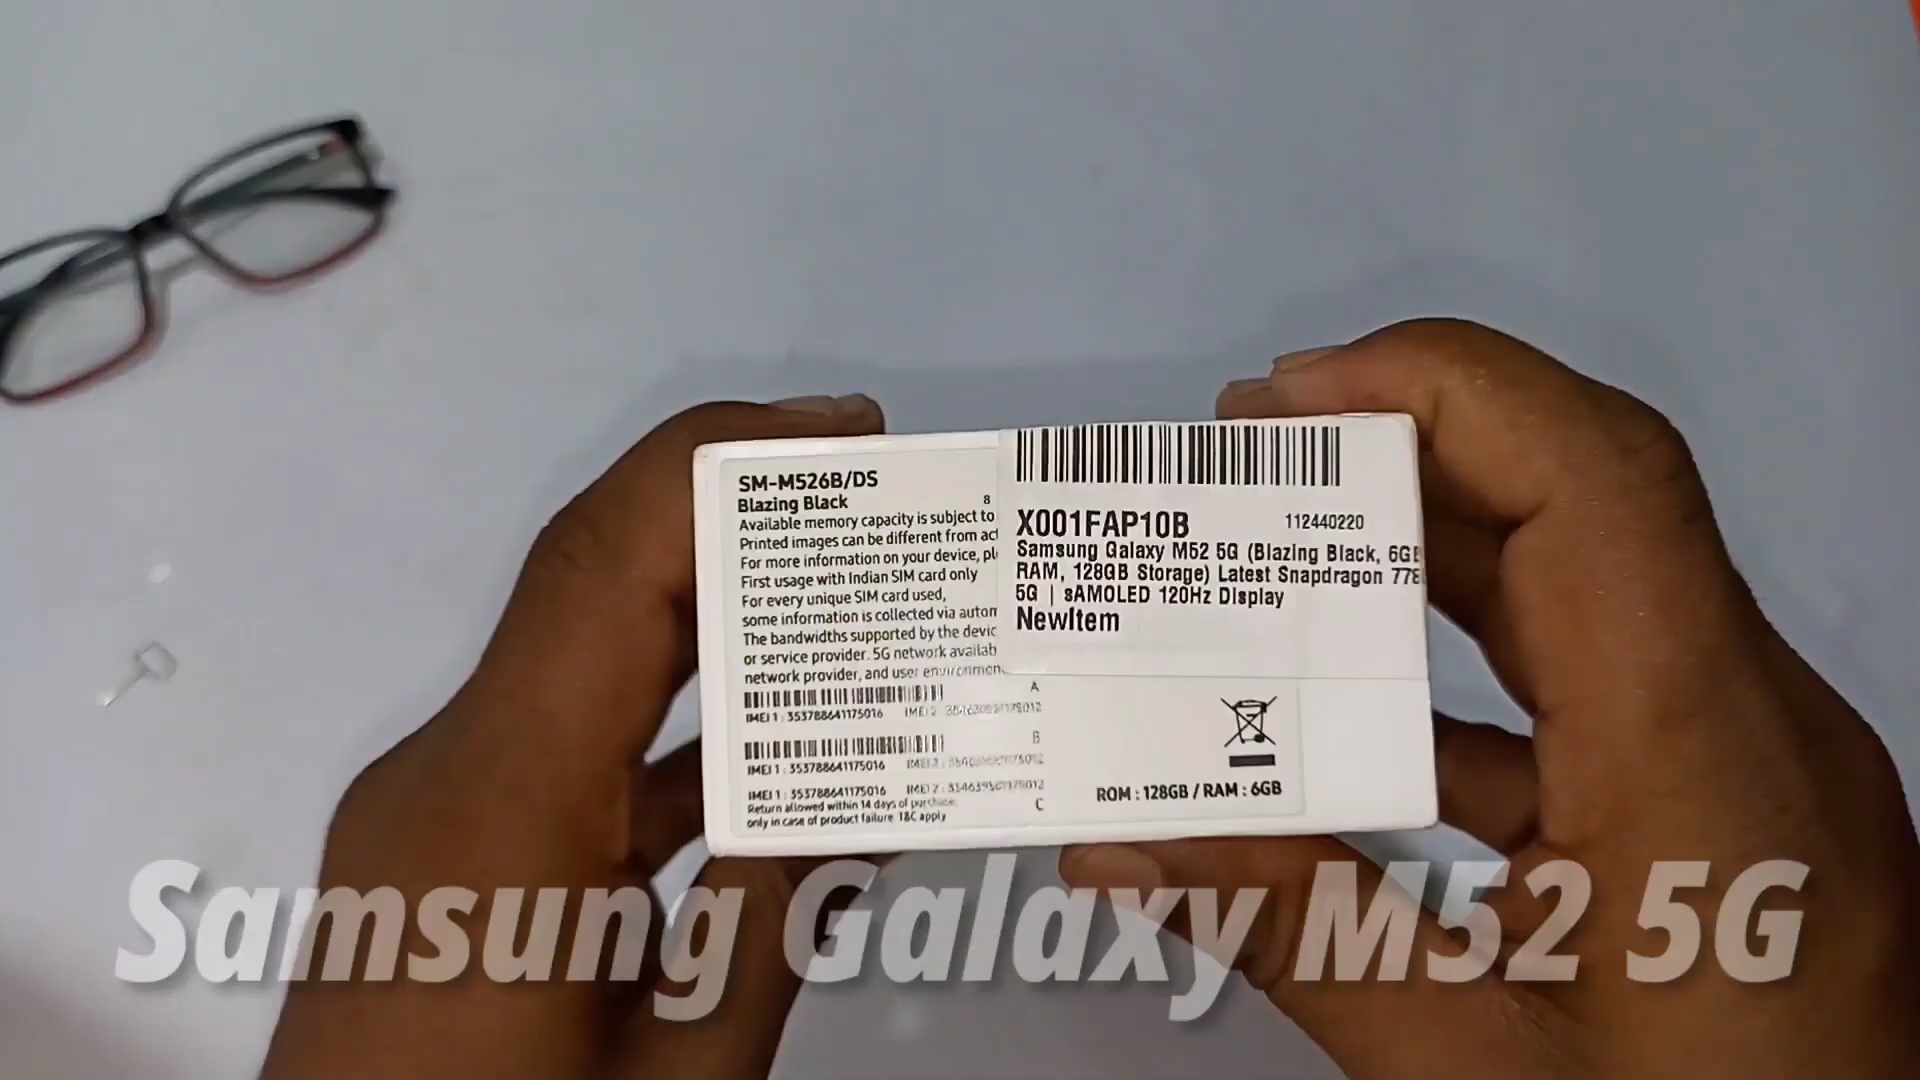 SM-M526B/DS
Blazing Black
8
Available memory capacity is subject to
Printed images can be different from act
For more information on your device, pl
First usage with Indian SIM card only
For every unique SIM card used,
some information is collected via autom
The bandwidths supported by the devic
or service provider. 5G network availab
network provider, and user environmen
A
IMEI 1 : 353788641175016 IMEI 2
B
IMEI 1 : 353788641175016
IMEI 1 : 353788641175016 IMEI 2 :
C
Return allowed within 14 days of purchase
only in case of product failure T&C apply
X001FAP10B 112440220
Samsung Galaxy M52 5G (Blazing Black, 6GB
RAM, 128GB Storage) Latest Snapdragon 778
5G | sAMOLED 120Hz Display
NewItem
ROM : 128GB / RAM : 6GB
Samsung Galaxy M52 5G